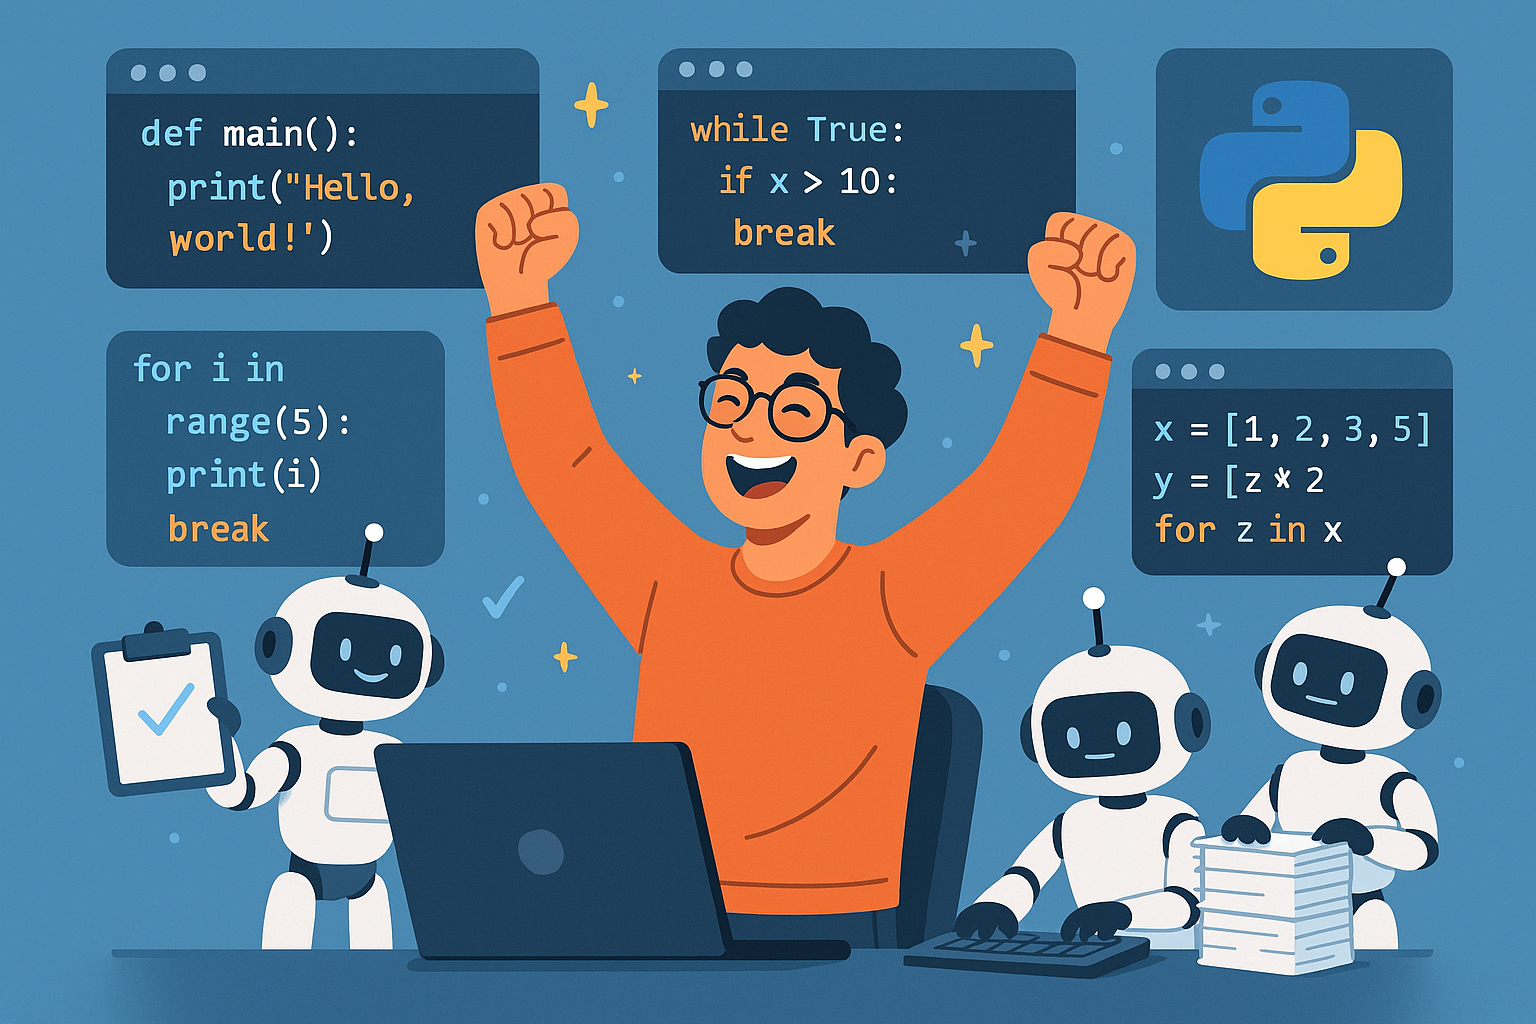 def main():
print("Hello,
world!')
while True:
if x > 10:
break
for i in
range(5):
print(i)
break
x = [1, 2, 3, 5]
y = [z * 2
for z in x